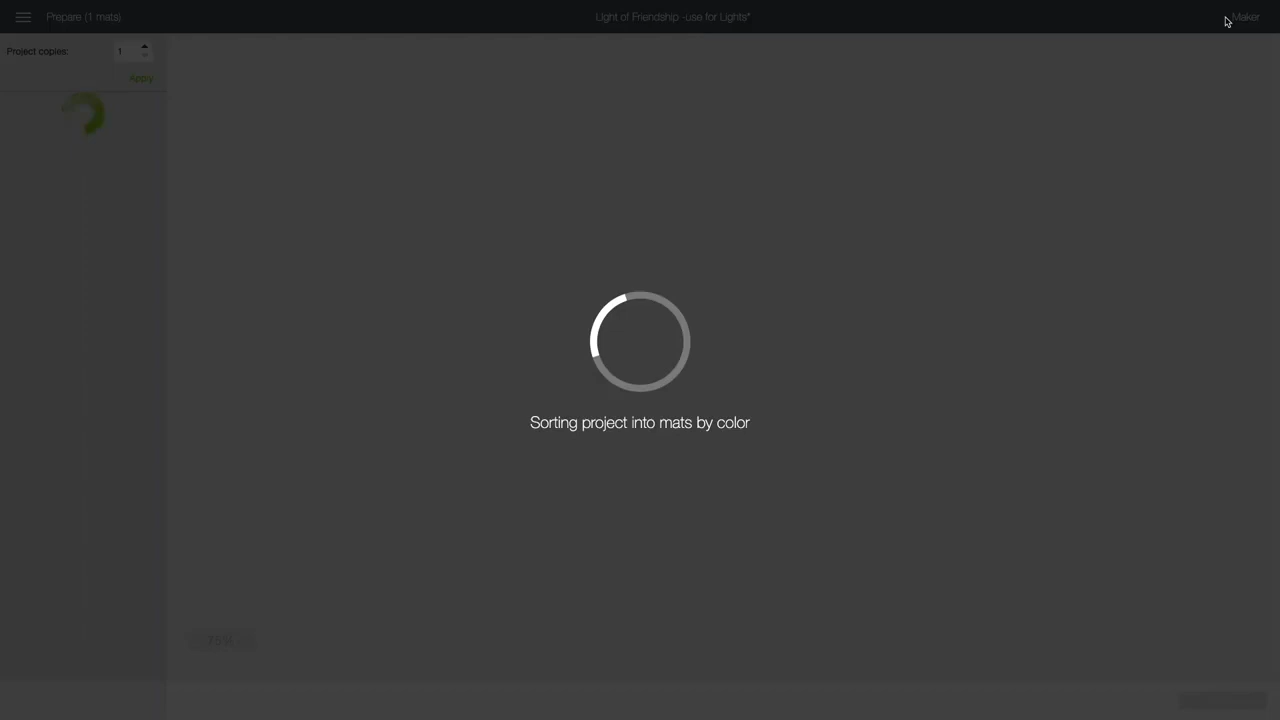 Prepare (1 mats)
Light of Friendship -use for Lights*
Maker
Project copies:
1
Apply
Sorting project into mats by color
75%